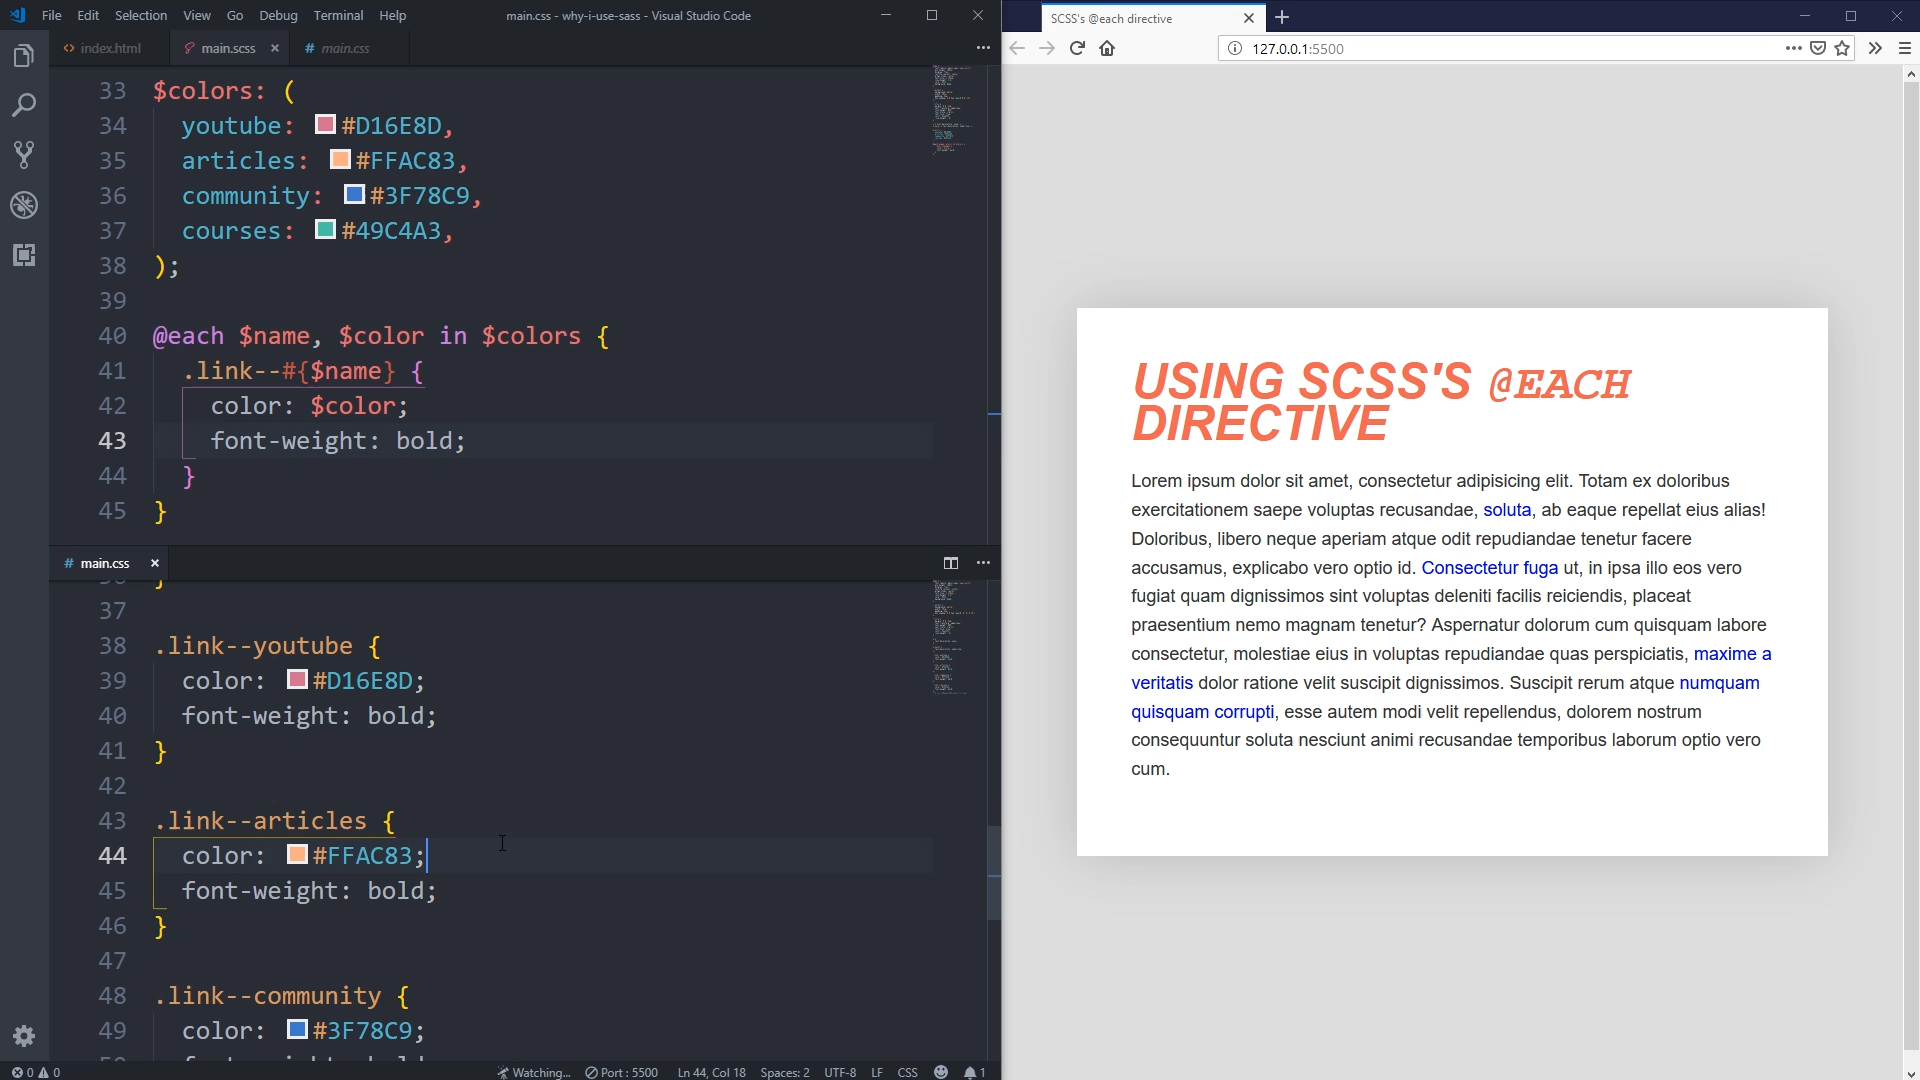 File Edit Selection View Go Debug Terminal Help
main.css - why-i-use-sass - Visual Studio Code
index.html
main.scss
# main.css
33 $colors: (
34 youtube: #D16E8D,
35 articles: #FFAC83,
36 community: #3F78C9,
37 courses: #49C4A3,
38 );
39
40 @each $name, $color in $colors {
41 .link--#{$name} {
42 color: $color;
43 font-weight: bold;
44 }
45 }
# main.css
}
37
38 .link--youtube {
39 color: #D16E8D;
40 font-weight: bold;
41 }
42
43 .link--articles {
44 color: #FFAC83;
45 font-weight: bold;
46 }
47
48 .link--community {
49 color: #3F78C9;
0 0
Watching... Port : 5500 Ln 44, Col 18 Spaces: 2 UTF-8 LF CSS 1
SCSS's @each directive
127.0.0.1:5500
USING SCSS'S @EACH
DIRECTIVE
Lorem ipsum dolor sit amet, consectetur adipisicing elit. Totam ex doloribus
exercitationem saepe voluptas recusandae, soluta, ab eaque repellat eius alias!
Doloribus, libero neque aperiam atque odit repudiandae tenetur facere
accusamus, explicabo vero optio id. Consectetur fuga ut, in ipsa illo eos vero
fugiat quam dignissimos sint voluptas deleniti facilis reiciendis, placeat
praesentium nemo magnam tenetur? Aspernatur dolorum cum quisquam labore
consectetur, molestiae eius in voluptas repudiandae quas perspiciatis, maxime a
veritatis dolor ratione velit suscipit dignissimos. Suscipit rerum atque numquam
quisquam corrupti, esse autem modi velit repellendus, dolorem nostrum
consequuntur soluta nesciunt animi recusandae temporibus laborum optio vero
cum.